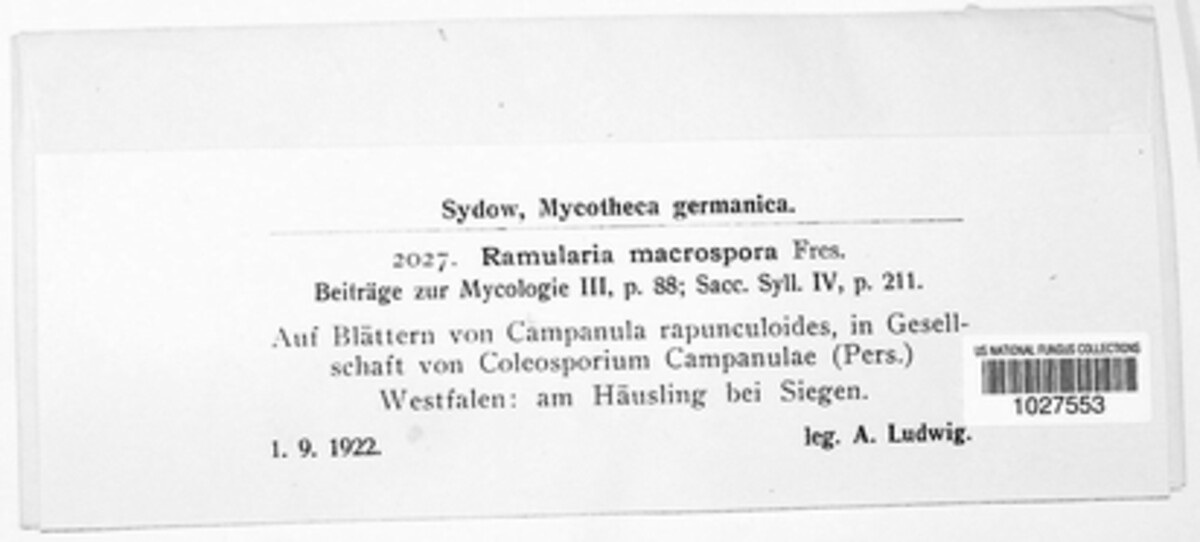 Sydow, Mycotheca germanica.
2027. Ramularia macrospora Fres.
Beiträge zur Mycologie III, p. 88; Sacc. Syll. IV, p. 211.
Auf Blättern von Campanula rapunculoides, in Gesell-
schaft von Coleosporium Campanulae (Pers.)
Westfalen: am Häusling bei Siegen.
1. 9. 1922.
leg. A. Ludwig.
US NATIONAL FUNGUS COLLECTIONS
1027553